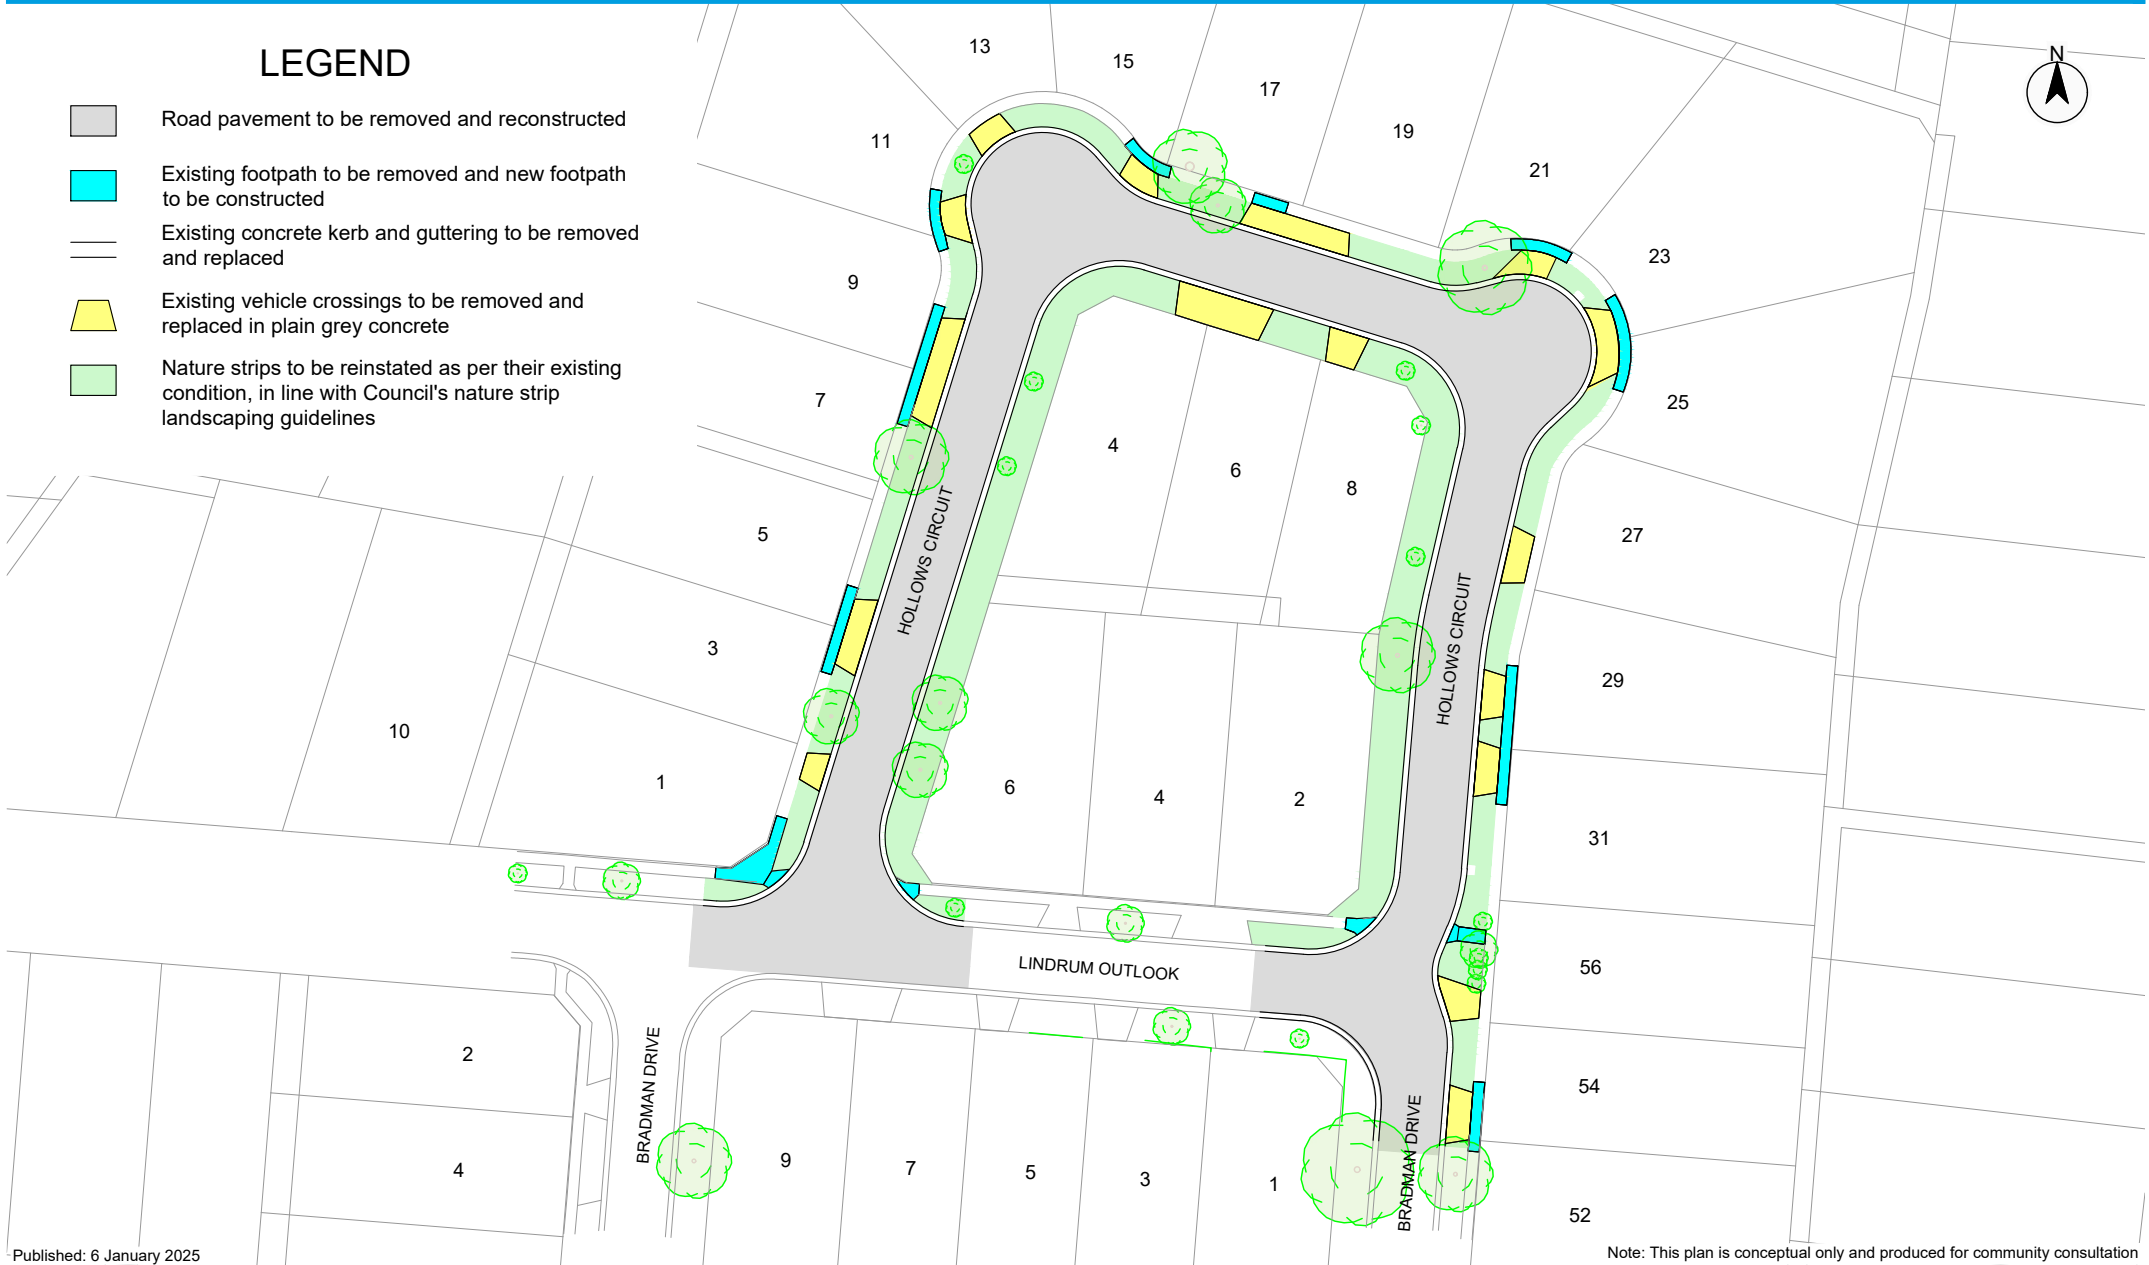 LEGEND
Road pavement to be removed and reconstructed
Existing footpath to be removed and new footpath
to be constructed
Existing concrete kerb and guttering to be removed
and replaced
Existing vehicle crossings to be removed and
replaced in plain grey concrete
Nature strips to be reinstated as per their existing
condition, in line with Council's nature strip
landscaping guidelines
N
13
15
17
19
21
11
23
9
25
7
4
6
8
5
27
3
29
10
1
6
4
2
31
56
2
54
4
9
7
5
3
1
52
HOLLOWS CIRCUIT
HOLLOWS CIRCUIT
LINDRUM OUTLOOK
BRADMAN DRIVE
BRADMAN DRIVE
Published: 6 January 2025
Note: This plan is conceptual only and produced for community consultation